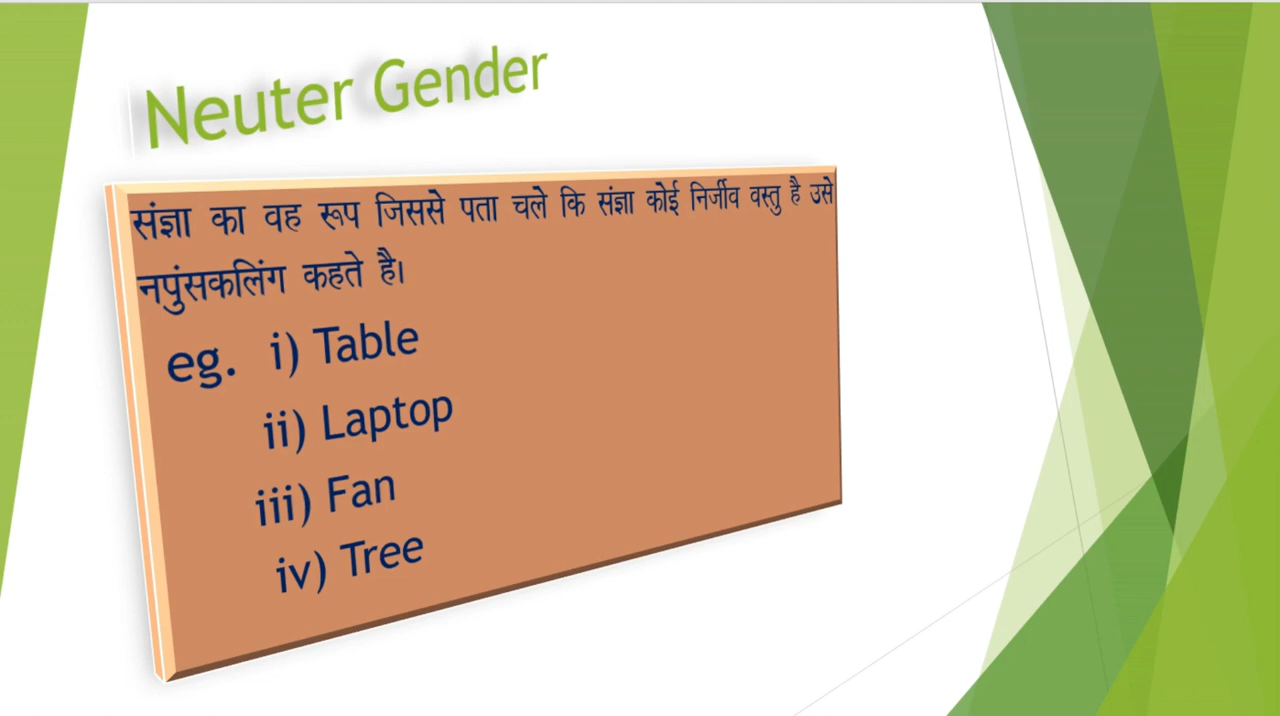 Neuter Gender
संज्ञा का वह रूप जिससे पता चले कि संज्ञा कोई निर्जीव वस्तु है उसे
नपुंसकलिंग कहते है।
eg. i) Table
ii) Laptop
iii) Fan
iv) Tree